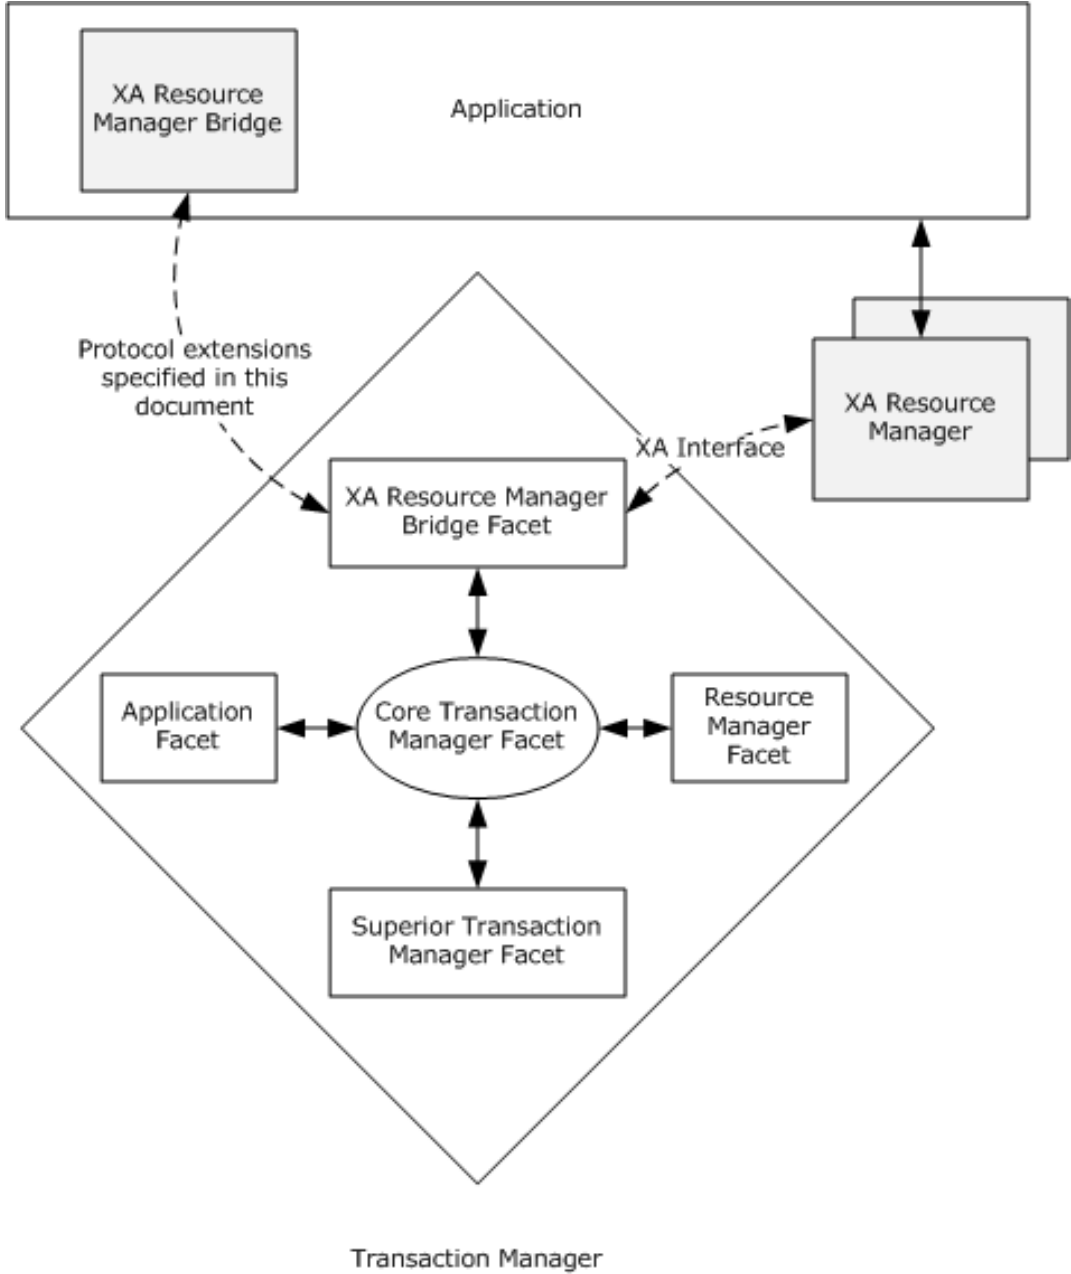 XA Resource
Manager Bridge
Application
Protocol extensions
specified in this
document
XA Resource
Manager
XA Interface
XA Resource Manager
Bridge Facet
Application
Facet
Core Transaction
Manager Facet
Resource
Manager
Facet
Superior Transaction
Manager Facet
Transaction Manager